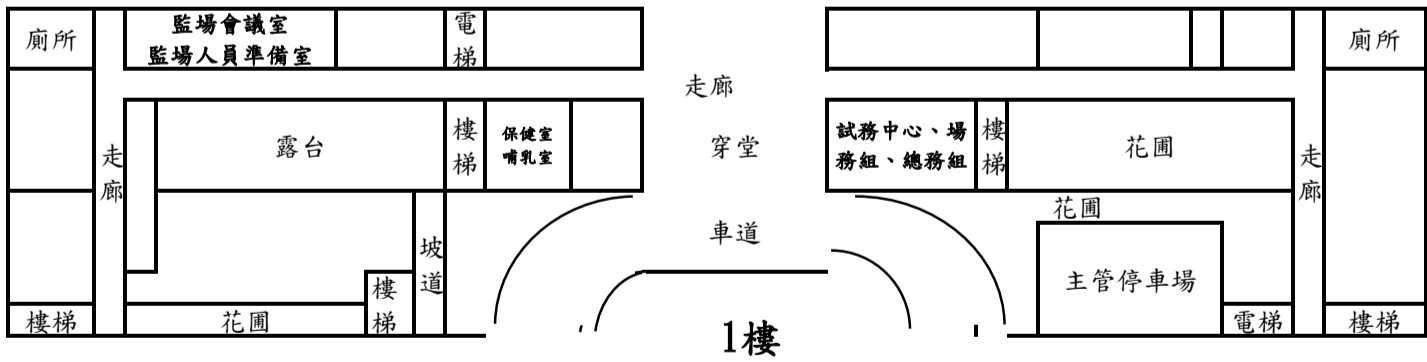 廁所
監場會議室
監場人員準備室
電梯
廁所
走廊
走廊
露台
樓梯
保健室
哺乳室
穿堂
試務中心、場
務組、總務組
樓梯
花圃
走廊
花圃
車道
坡道
主管停車場
樓梯
花圃
樓梯
電梯
樓梯
1樓